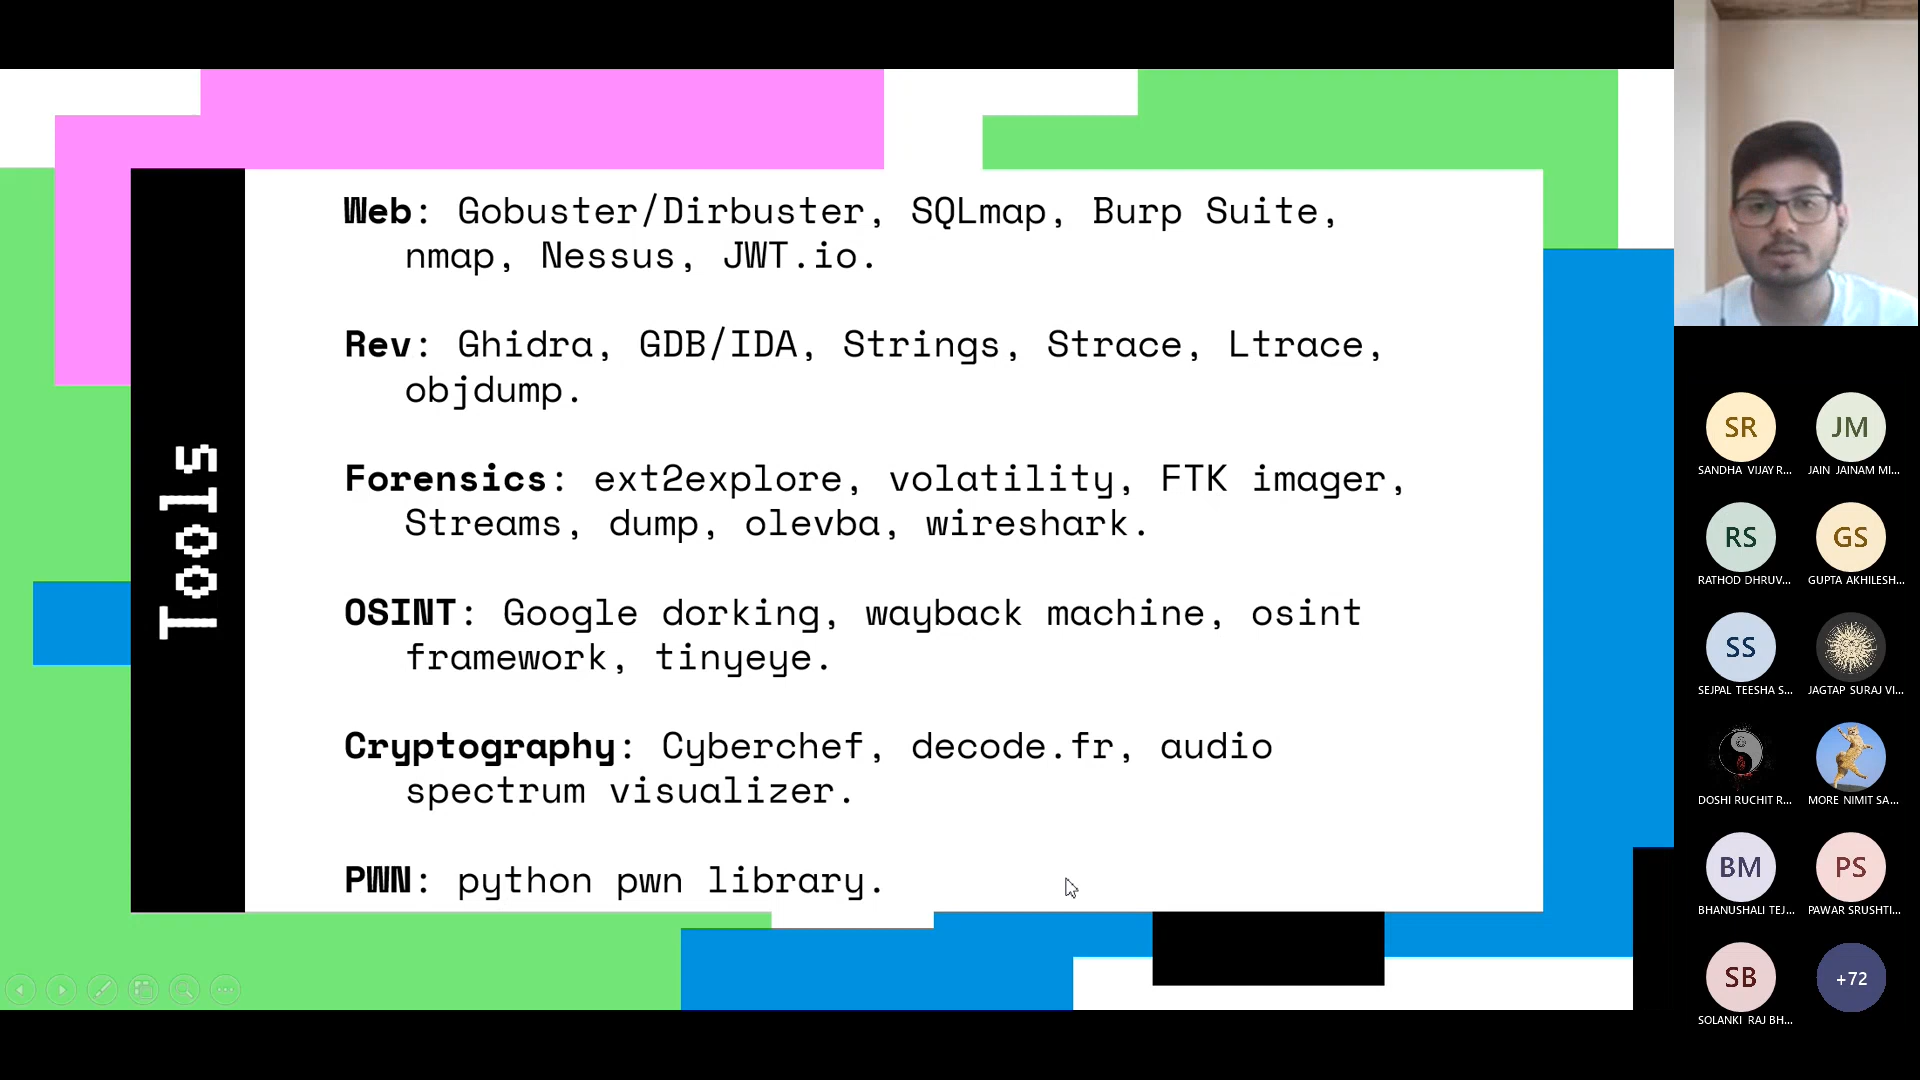 Tools
Web: Gobuster/Dirbuster, SQLmap, Burp Suite,
nmap, Nessus, JWT.io.
Rev: Ghidra, GDB/IDA, Strings, Strace, Ltrace,
objdump.
Forensics: ext2explore, volatility, FTK imager,
Streams, dump, olevba, wireshark.
OSINT: Google dorking, wayback machine, osint
framework, tinyeye.
Cryptography: Cyberchef, decode.fr, audio
spectrum visualizer.
PWN: python pwn library.
SR
JM
SANDHA VIJAY R...
JAIN JAINAM MI...
RS
GS
RATHOD DHRUV...
GUPTA AKHILESH...
SS
SEJPAL TEESHA S...
JAGTAP SURAJ VI...
DOSHI RUCHIT R...
MORE NIMIT SA...
BM
PS
BHANUSHALI TEJ...
PAWAR SRUSHTI...
SB
+72
SOLANKI RAJ BH...